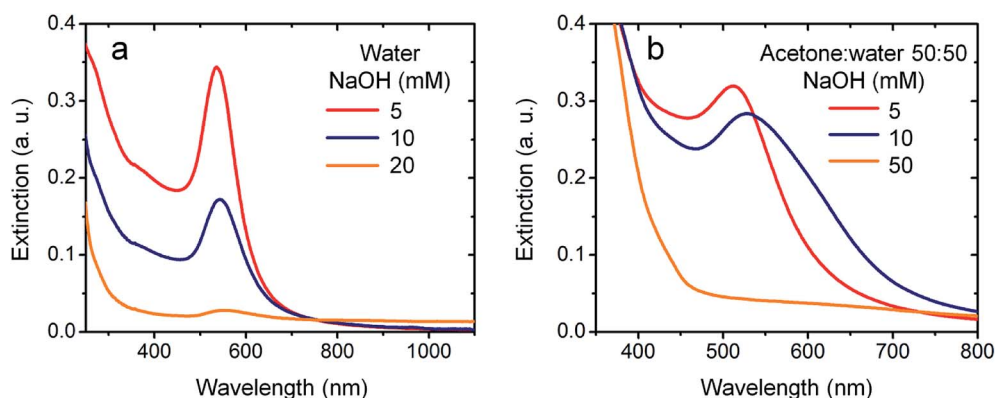 a
Water
NaOH (mM)
5
10
20
Extinction (a. u.)
0.4
0.3
0.2
0.1
0.0
400 600 800 1000
Wavelength (nm)
b
Acetone:water 50:50
NaOH (mM)
5
10
50
Extinction (a. u.)
0.4
0.3
0.2
0.1
0.0
400 500 600 700 800
Wavelength (nm)